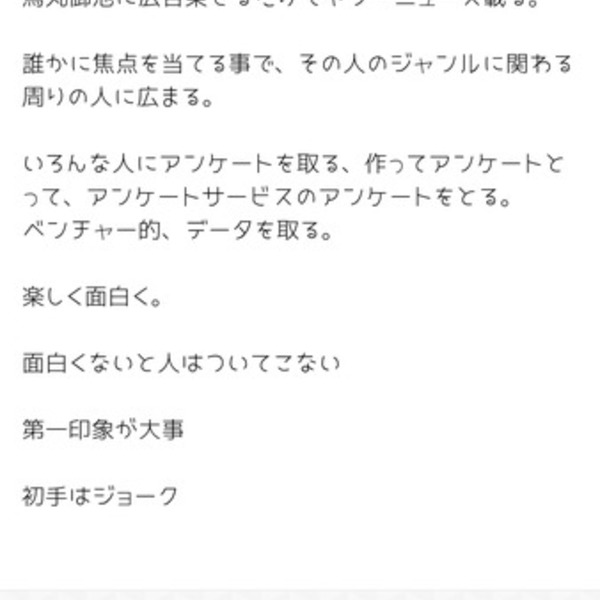 誰かに焦点を当てる事で、その人のジャンルに関わる
周りの人に広まる。
いろんな人にアンケートを取る、作ってアンケートと
って、アンケートサービスのアンケートをとる。
ベンチャー的、データを取る。
楽しく面白く。
面白くないと人はついてこない
第一印象が大事
初手はジョーク